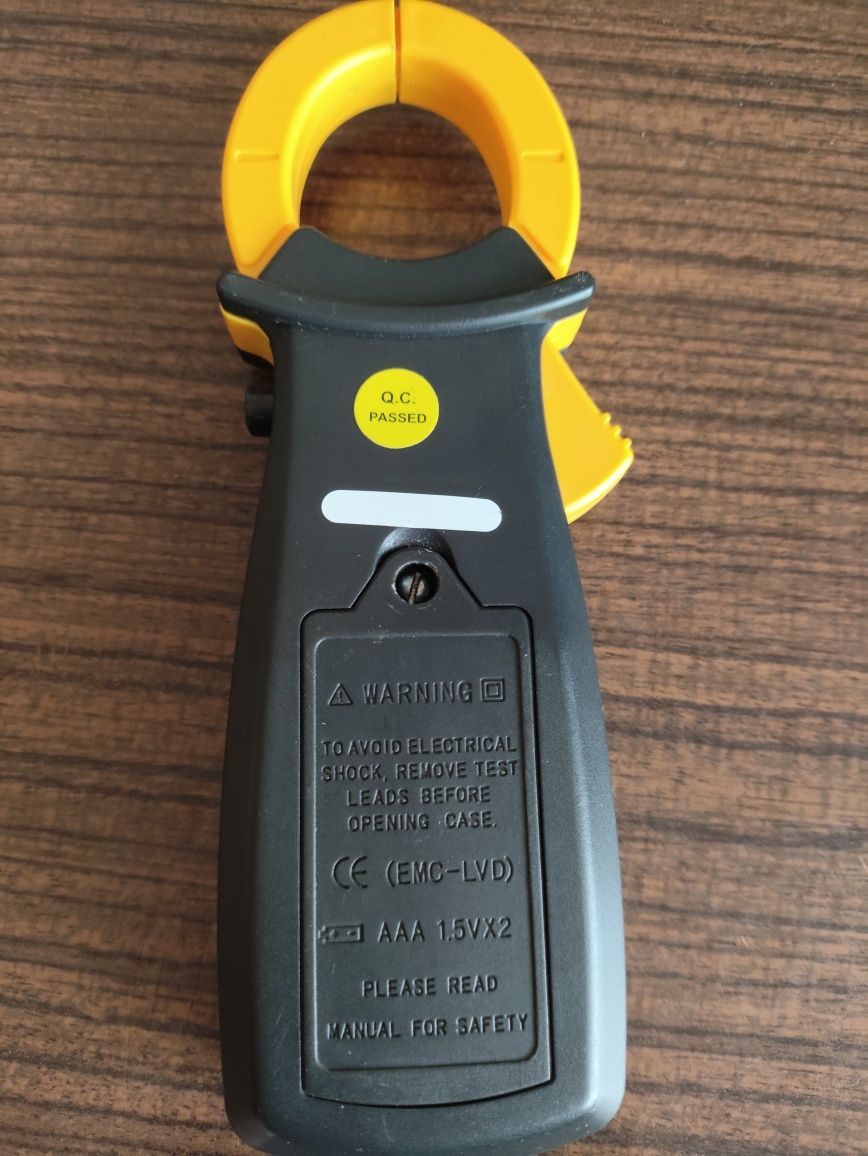 Q.C.
PASSED
WARNING
TO AVOID ELECTRICAL
SHOCK, REMOVE TEST
LEADS BEFORE
OPENING CASE.
CE (EMC-LVD)
AAA 1.5VX2
PLEASE READ
MANUAL FOR SAFETY